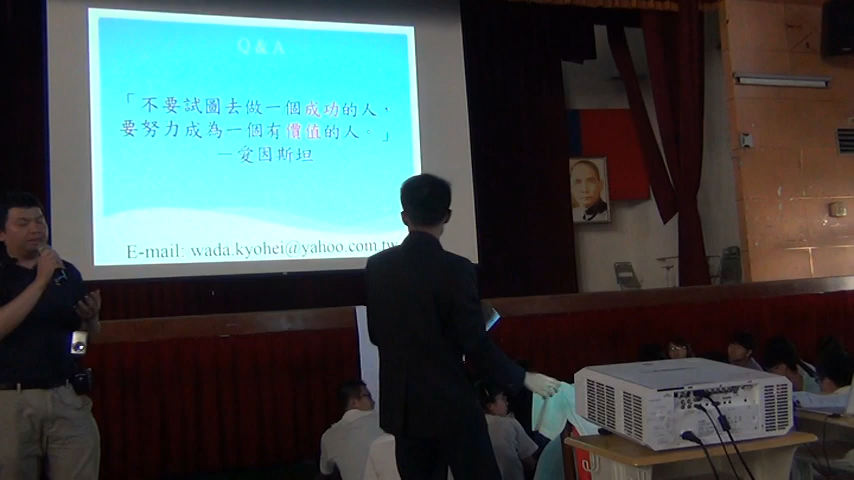 Q & A
「不要試圖去做一個成功的人，
要努力成為一個有價值的人。」
－愛因斯坦
E-mail: wada.kyohei@yahoo.com.tw